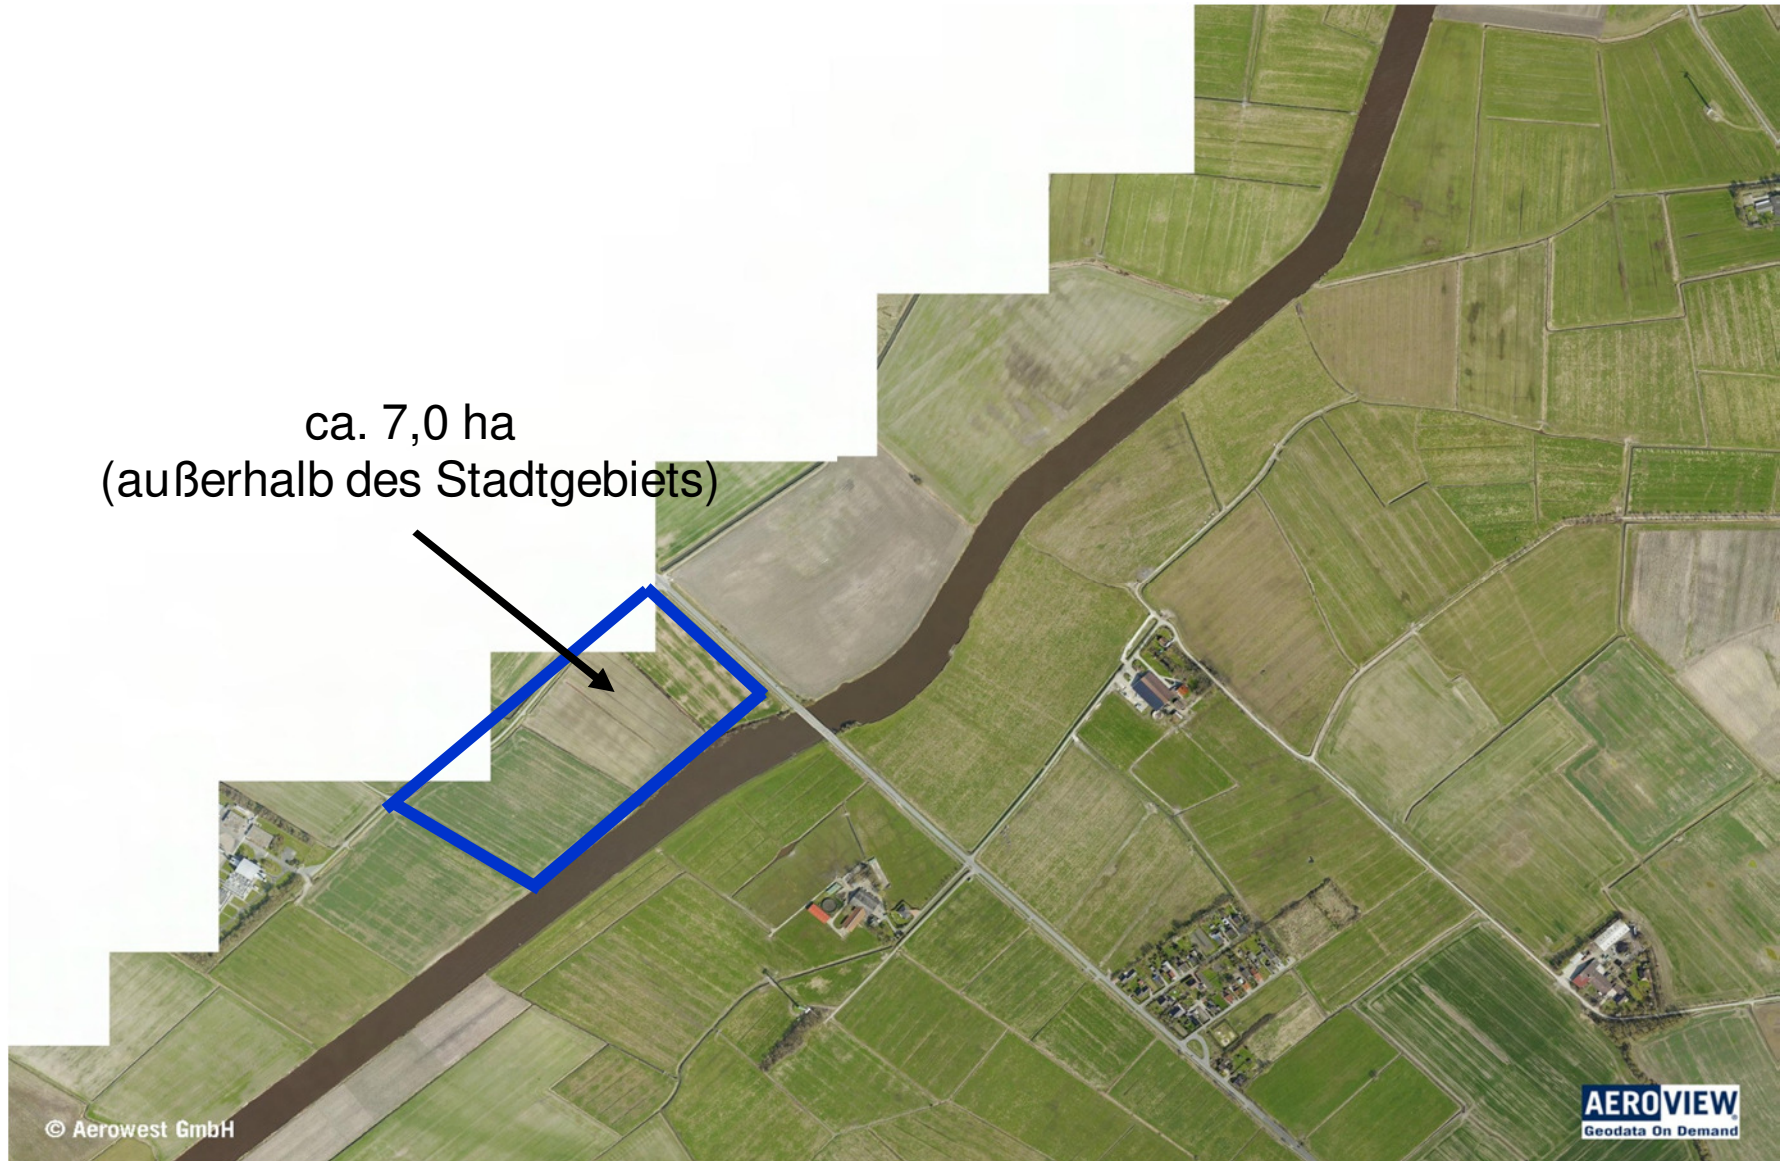 ca. 7,0 ha
(außerhalb des Stadtgebiets)
© Aerowest GmbH
AEROVIEW
Geodata On Demand